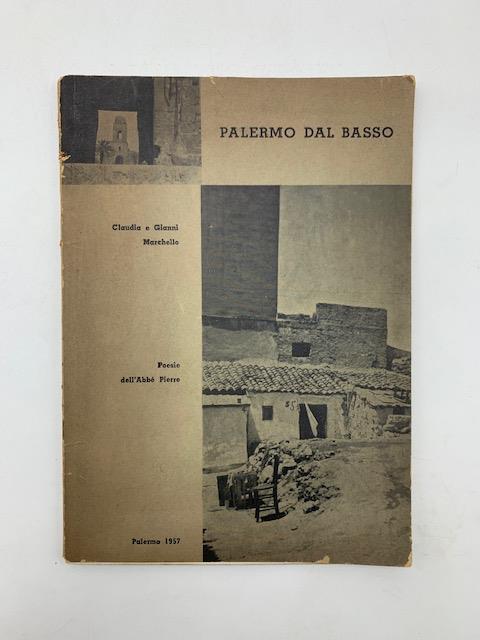 PALERMO DAL BASSO
Claudia e Gianni
Marchello
Poesie
dell'Abbé Pierre
Palermo 1957